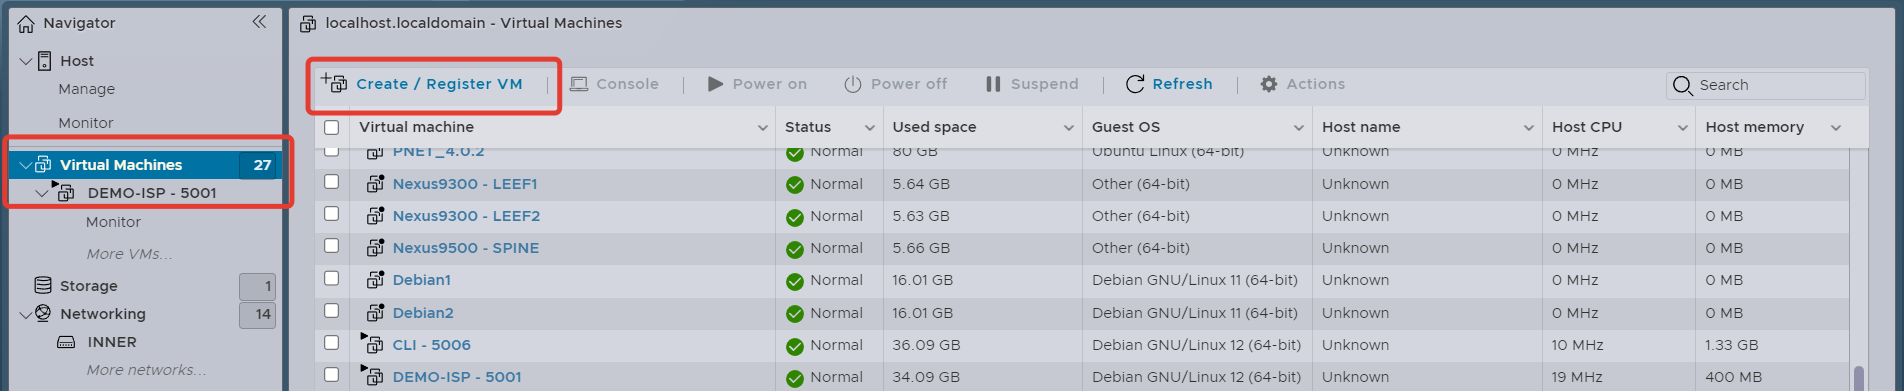 Navigator
Host
Manage
Monitor
Virtual Machines 27
DEMO-ISP - 5001
Monitor
More VMs...
Storage 1
Networking 14
INNER
More networks...
localhost.localdomain - Virtual Machines
Create / Register VM | Console | Power on Power off Suspend | Refresh | Actions Search
Virtual machine Status Used space Guest OS Host name Host CPU Host memory
PNET_4.0.2 Normal 80 GB Ubuntu Linux (64-bit) Unknown 0 MHz 0 MB
Nexus9300 - LEEF1 Normal 5.64 GB Other (64-bit) Unknown 0 MHz 0 MB
Nexus9300 - LEEF2 Normal 5.63 GB Other (64-bit) Unknown 0 MHz 0 MB
Nexus9500 - SPINE Normal 5.66 GB Other (64-bit) Unknown 0 MHz 0 MB
Debian1 Normal 16.01 GB Debian GNU/Linux 11 (64-bit) Unknown 0 MHz 0 MB
Debian2 Normal 16.01 GB Debian GNU/Linux 11 (64-bit) Unknown 0 MHz 0 MB
CLI - 5006 Normal 36.09 GB Debian GNU/Linux 12 (64-bit) Unknown 10 MHz 1.33 GB
DEMO-ISP - 5001 Normal 34.09 GB Debian GNU/Linux 12 (64-bit) Unknown 19 MHz 400 MB